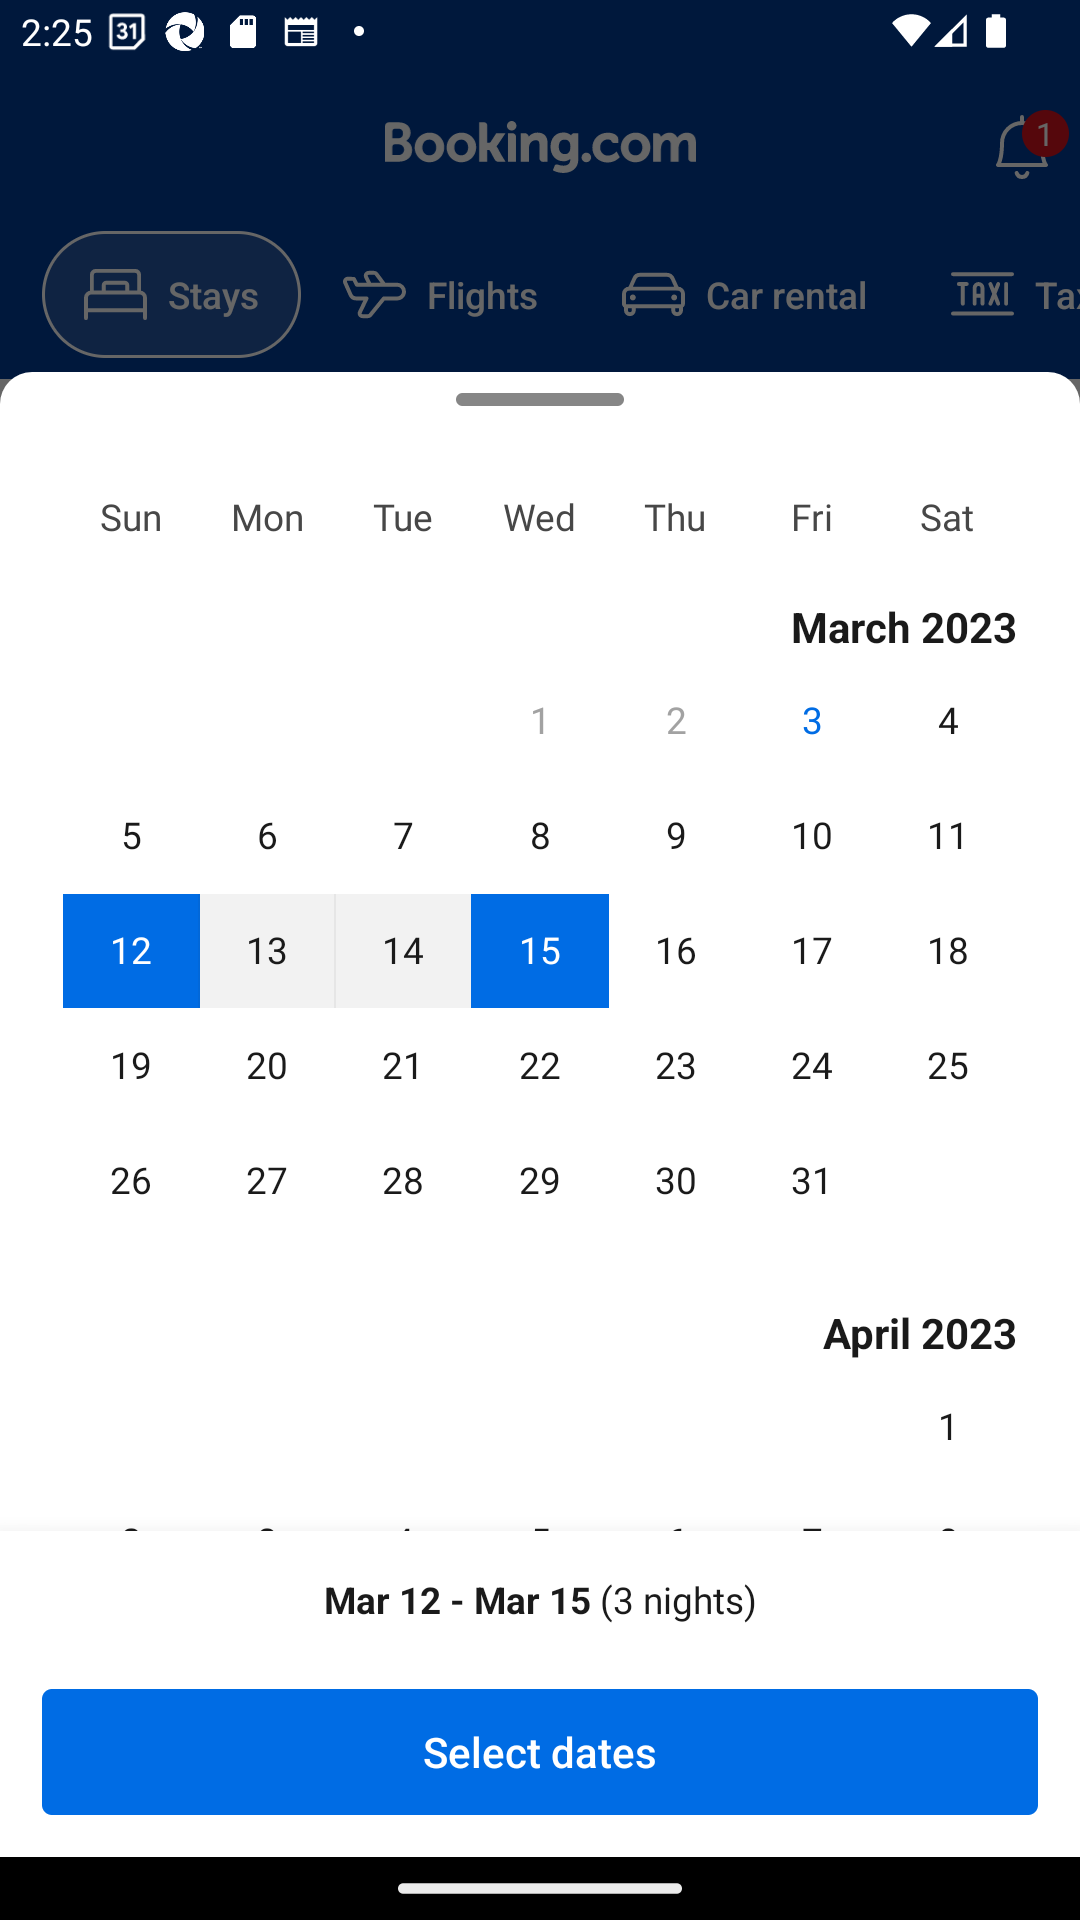 2:25 31
Booking.com
1
Stays Flights Car rental TAXI Tax
Sun Mon Tue Wed Thu Fri Sat
March 2023
1 2 3 4
5 6 7 8 9 10 11
12 13 14 15 16 17 18
19 20 21 22 23 24 25
26 27 28 29 30 31
April 2023
1
Mar 12 - Mar 15 (3 nights)
Select dates